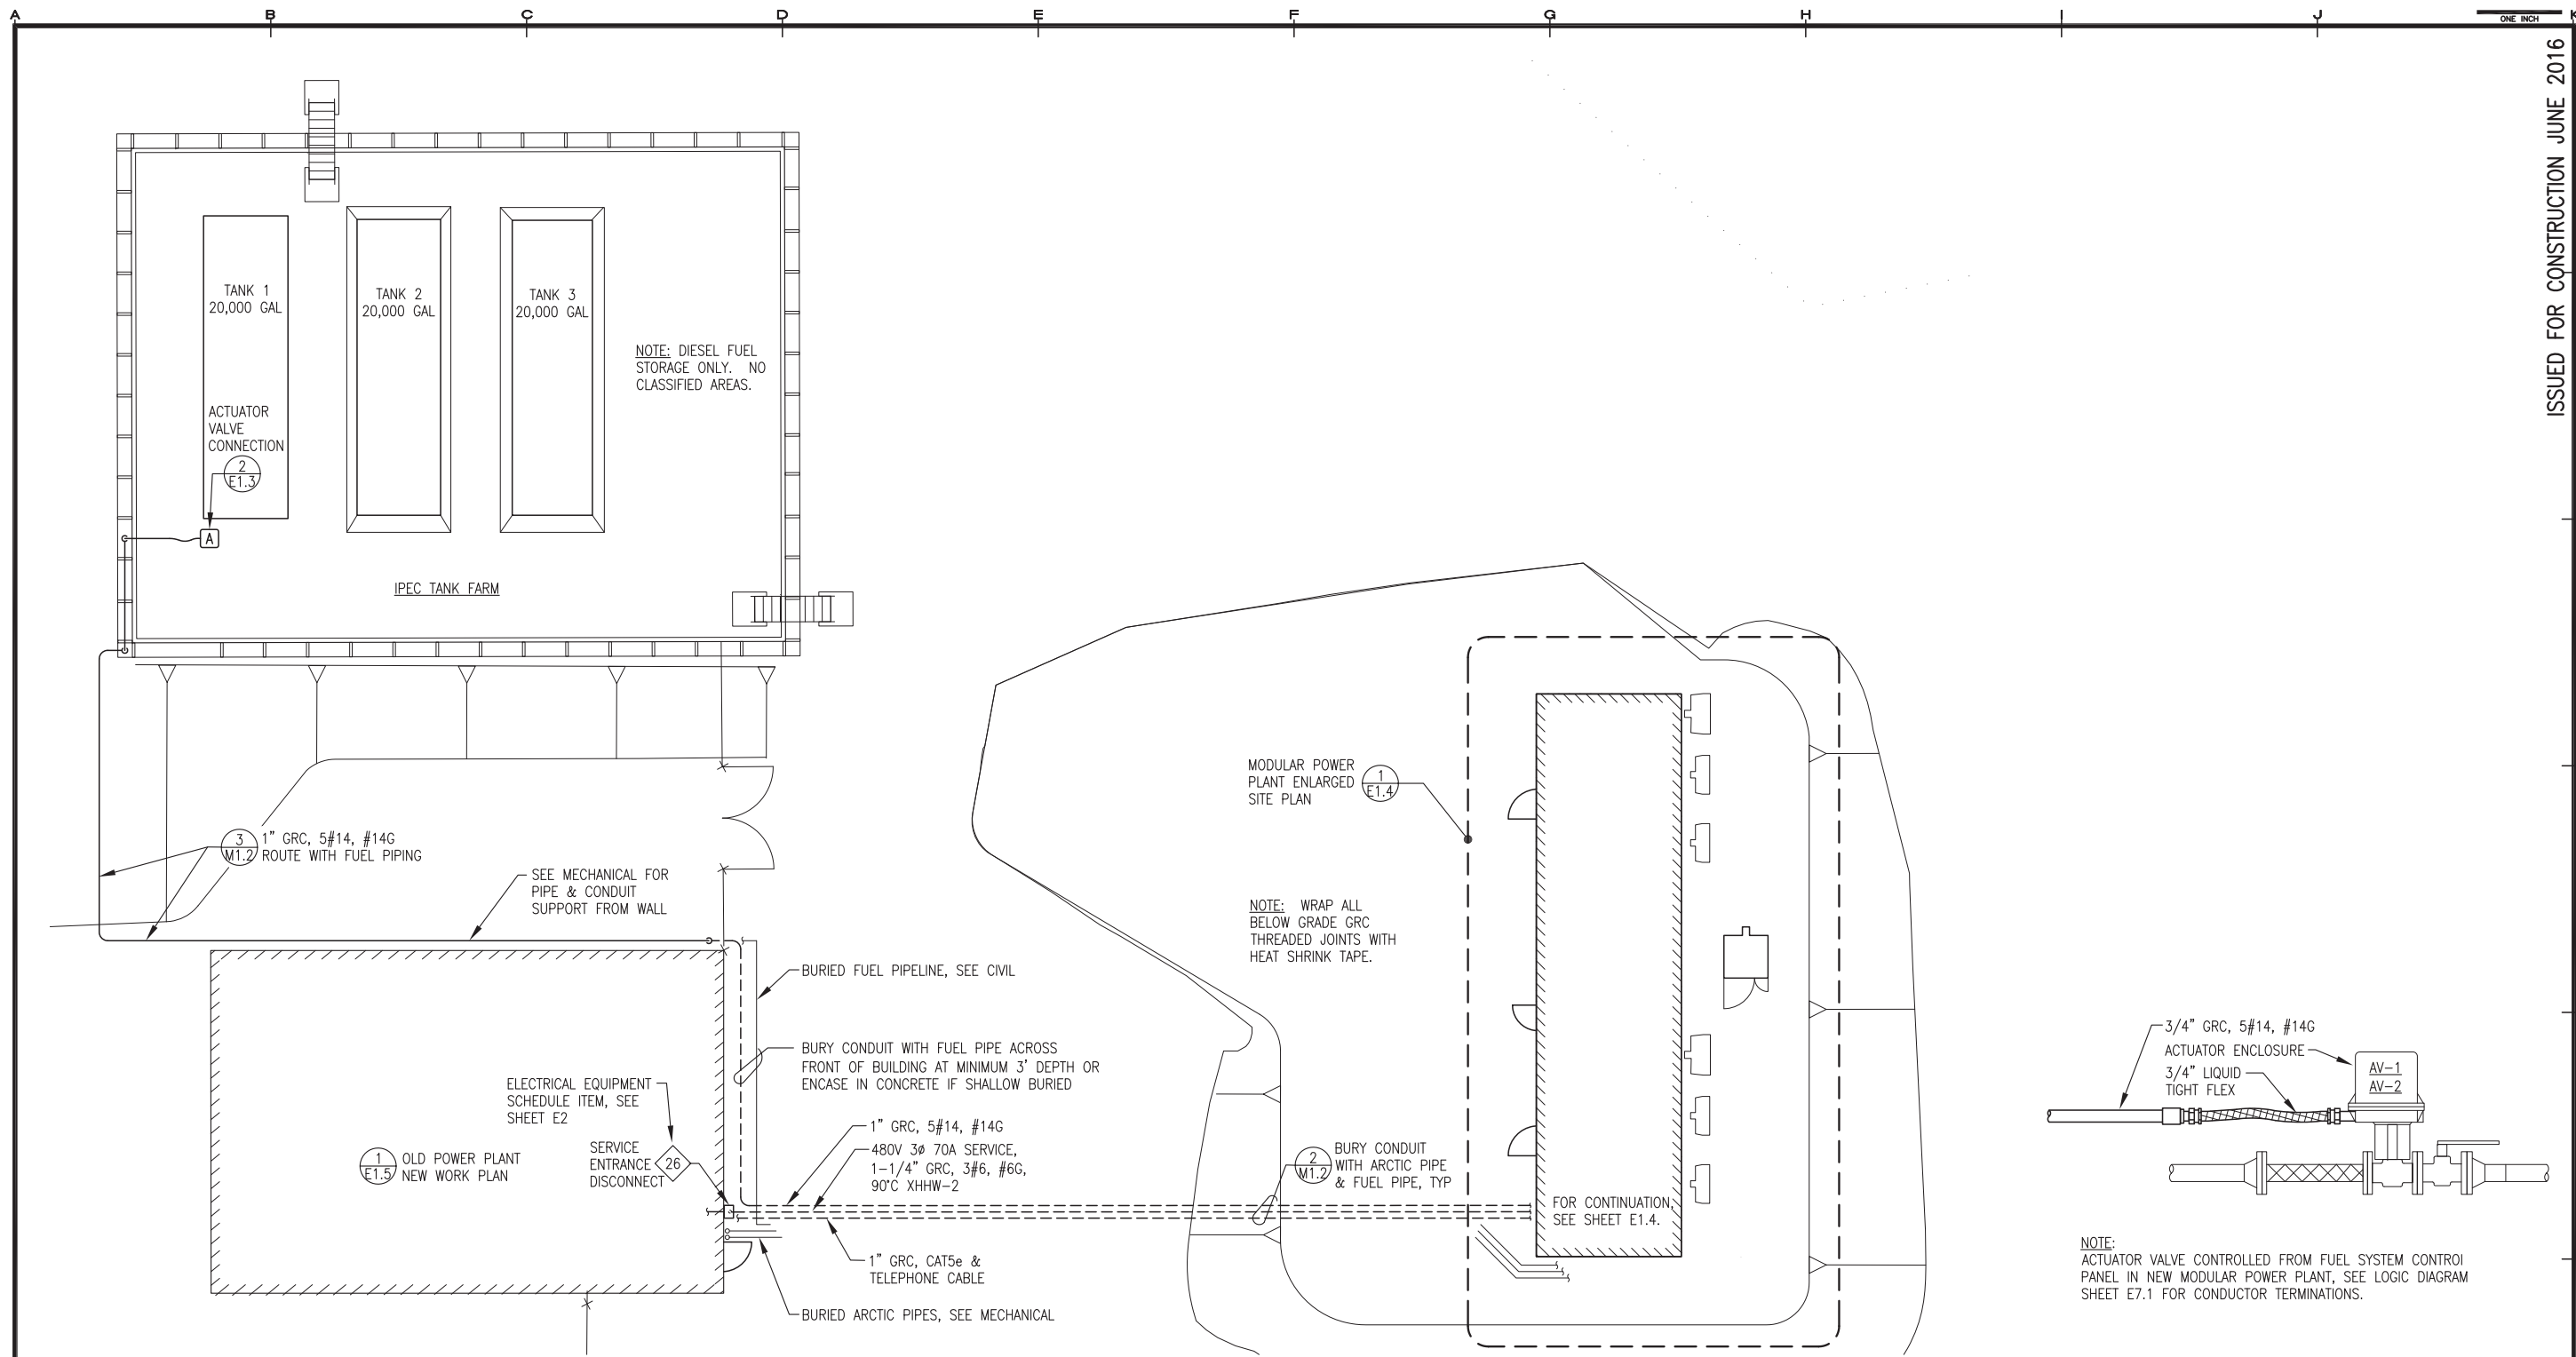 A B C D E F G H I J K
ONE INCH
ISSUED FOR CONSTRUCTION JUNE 2016
TANK 1
20,000 GAL
TANK 2
20,000 GAL
TANK 3
20,000 GAL
NOTE: DIESEL FUEL
STORAGE ONLY. NO
CLASSIFIED AREAS.
ACTUATOR
VALVE
CONNECTION
2
E1.3
A
IPEC TANK FARM
3
M1.2
1" GRC, 5#14, #14G
ROUTE WITH FUEL PIPING
SEE MECHANICAL FOR
PIPE & CONDUIT
SUPPORT FROM WALL
MODULAR POWER
PLANT ENLARGED
SITE PLAN
1
E1.4
NOTE: WRAP ALL
BELOW GRADE GRC
THREADED JOINTS WITH
HEAT SHRINK TAPE.
BURIED FUEL PIPELINE, SEE CIVIL
BURY CONDUIT WITH FUEL PIPE ACROSS
FRONT OF BUILDING AT MINIMUM 3' DEPTH OR
ENCASE IN CONCRETE IF SHALLOW BURIED
ELECTRICAL EQUIPMENT
SCHEDULE ITEM, SEE
SHEET E2
SERVICE
ENTRANCE
DISCONNECT
26
1
E1.5
OLD POWER PLANT
NEW WORK PLAN
1" GRC, 5#14, #14G
480V 3ø 70A SERVICE,
1-1/4" GRC, 3#6, #6G,
90°C XHHW-2
2
M1.2
BURY CONDUIT
WITH ARCTIC PIPE
& FUEL PIPE, TYP
FOR CONTINUATION,
SEE SHEET E1.4.
1" GRC, CAT5e &
TELEPHONE CABLE
BURIED ARCTIC PIPES, SEE MECHANICAL
3/4" GRC, 5#14, #14G
ACTUATOR ENCLOSURE
3/4" LIQUID
TIGHT FLEX
AV-1
AV-2
NOTE:
ACTUATOR VALVE CONTROLLED FROM FUEL SYSTEM CONTROl
PANEL IN NEW MODULAR POWER PLANT, SEE LOGIC DIAGRAM
SHEET E7.1 FOR CONDUCTOR TERMINATIONS.